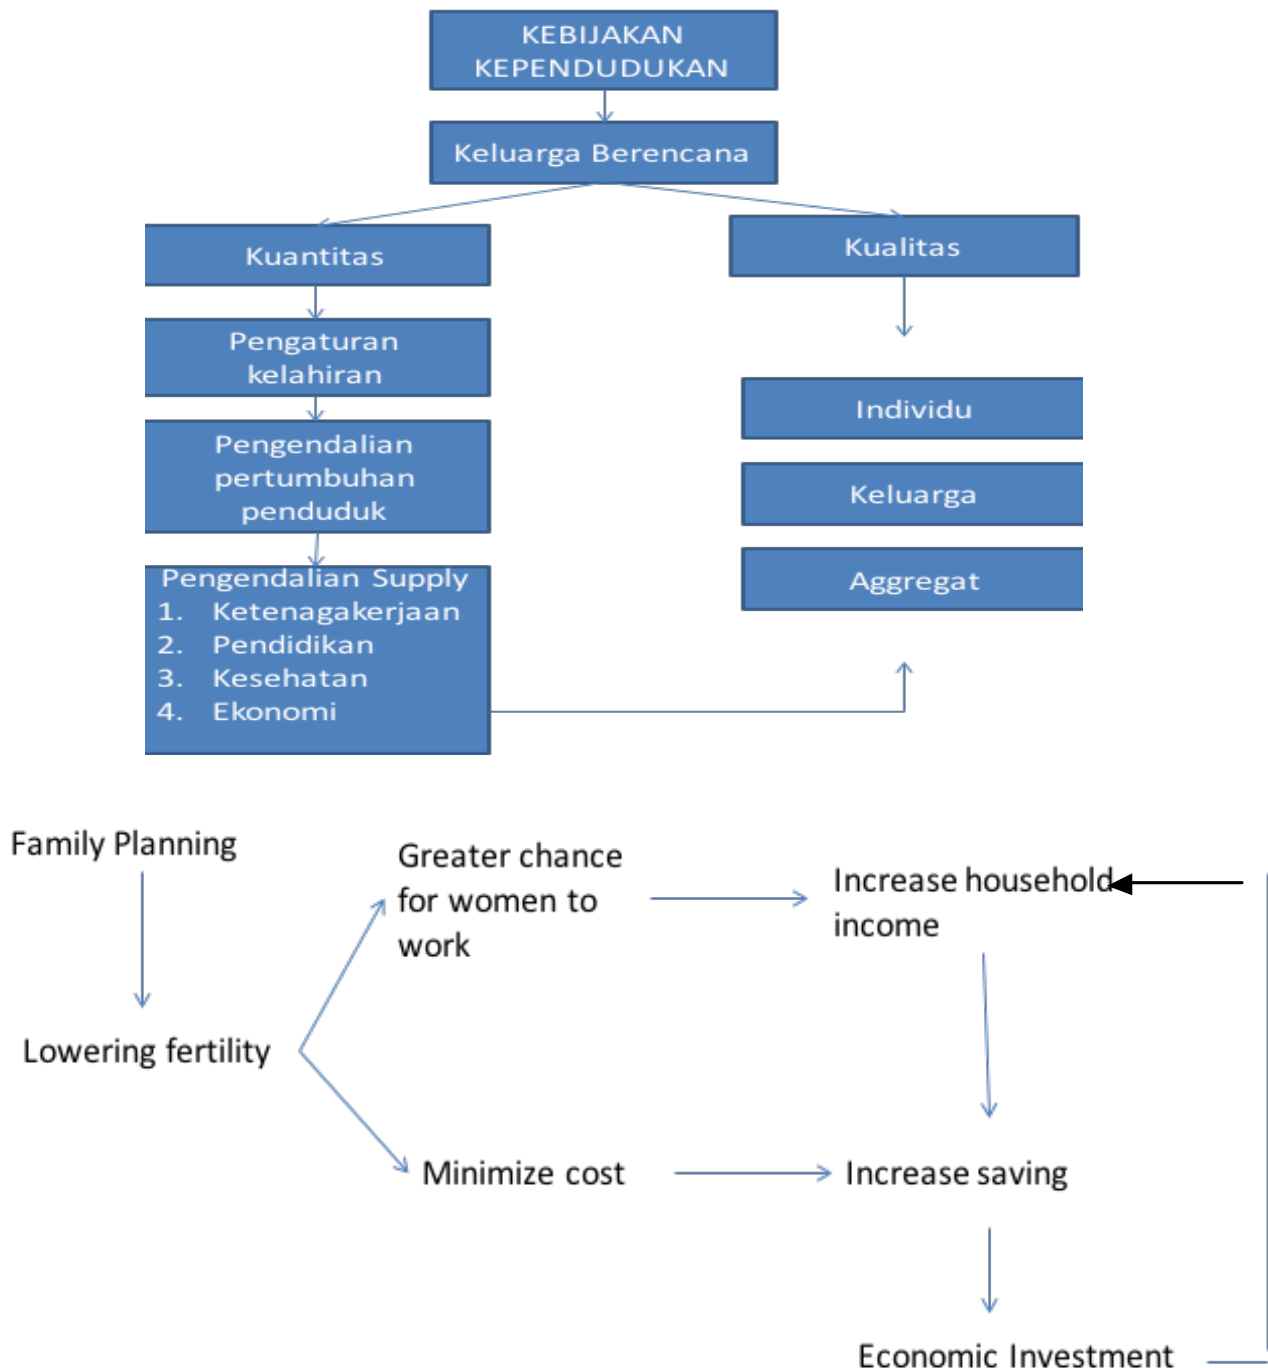 KEBIJAKAN
KEPENDUDUKAN
Keluarga Berencana
Kuantitas
Kualitas
Pengaturan
kelahiran
Pengendalian
pertumbuhan
penduduk
Pengendalian Supply
1. Ketenagakerjaan
2. Pendidikan
3. Kesehatan
4. Ekonomi
Individu
Keluarga
Aggregat
Family Planning
Lowering fertility
Greater chance
for women to
work
Minimize cost
Increase household
income
Increase saving
Economic Investment